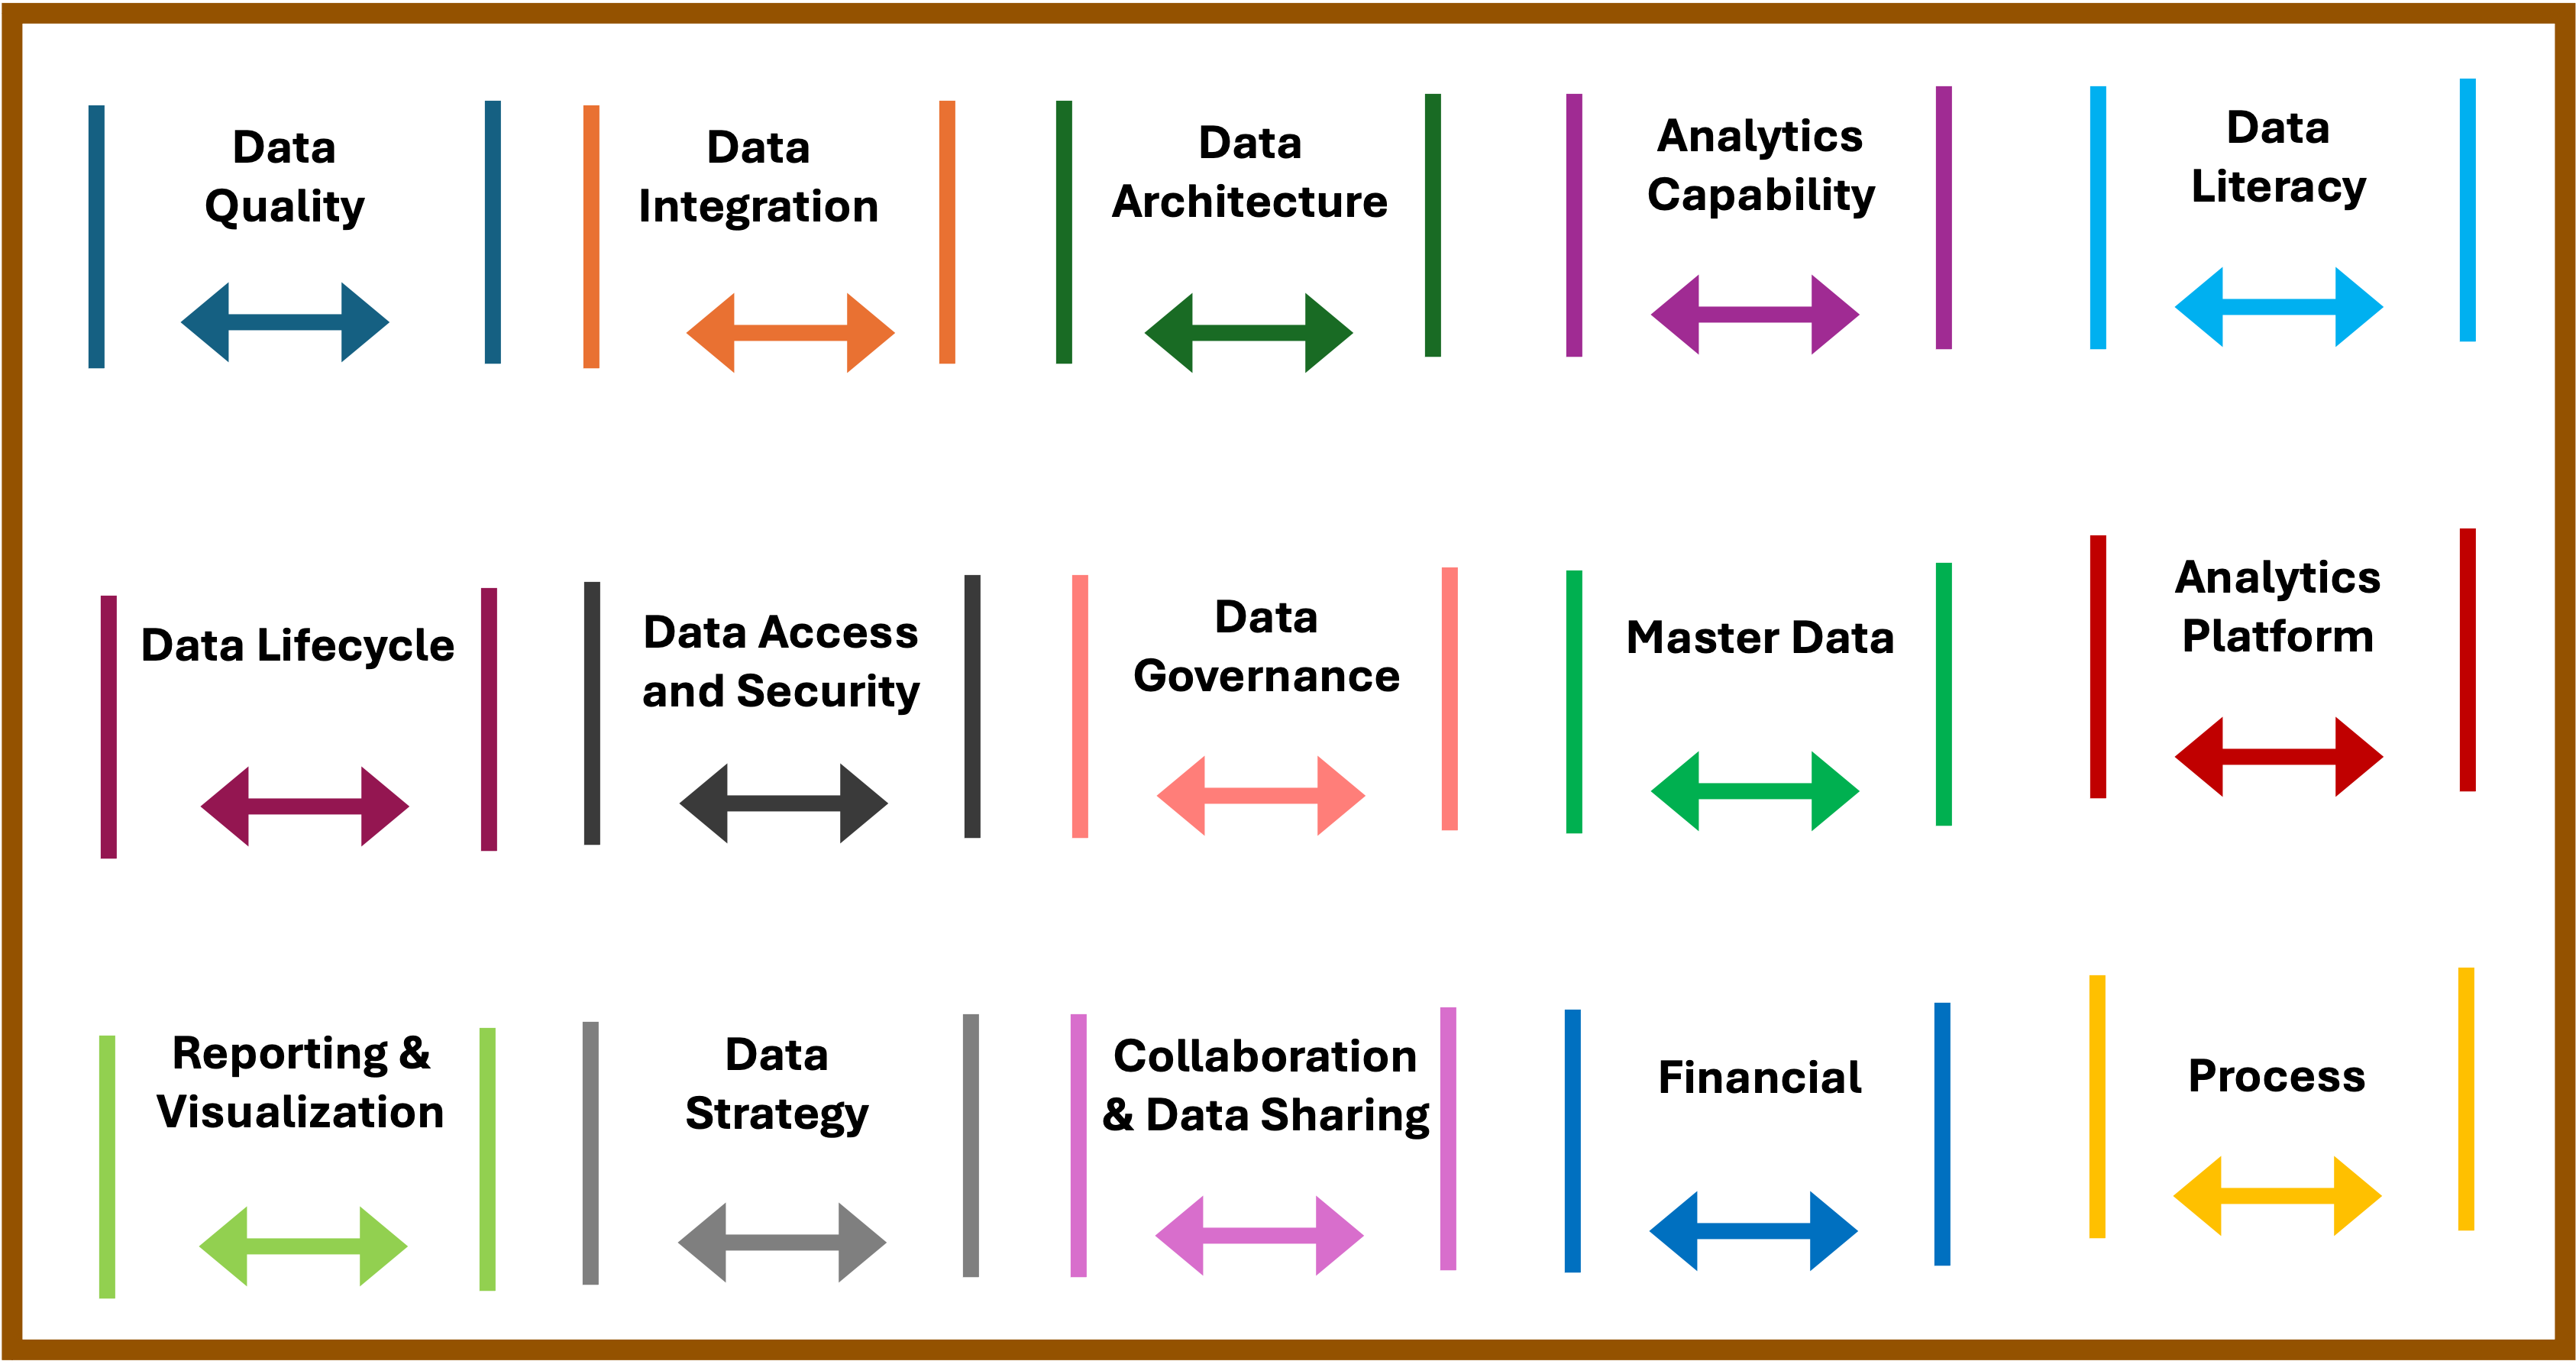 Data
Quality
Data
Integration
Data
Architecture
Analytics
Capability
Data
Literacy
Data Lifecycle
Data Access
and Security
Data
Governance
Master Data
Analytics
Platform
Reporting &
Visualization
Data
Strategy
Collaboration
& Data Sharing
Financial
Process